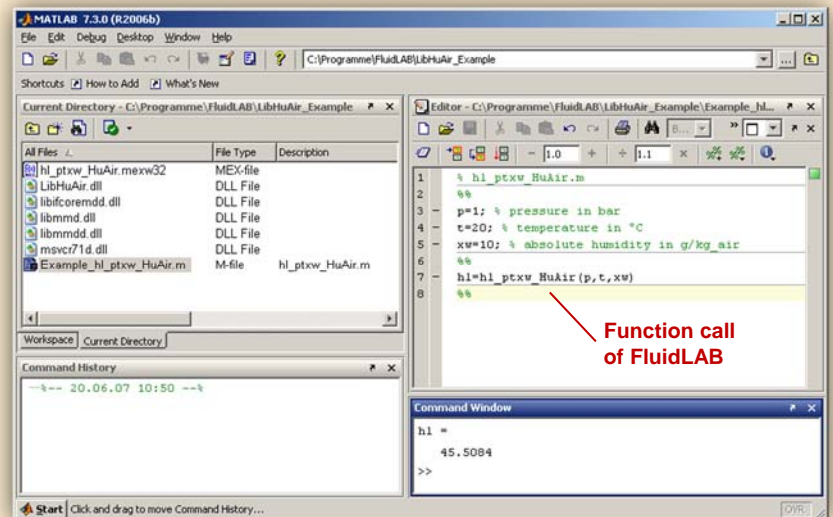 MATLAB 7.3.0 (R2006b)
File Edit Debug Desktop Window Help
C:\Programme\FluidLAB\LibHuAir_Example
Shortcuts How to Add What's New
Current Directory - C:\Programme\FluidLAB\LibHuAir_Example
All Files File Type Description
hl_ptxw_HuAir.mexw32 MEX-file
LibHuAir.dll DLL File
libifcoremdd.dll DLL File
libmmd.dll DLL File
libmmdd.dll DLL File
msvcr71d.dll DLL File
Example_hl_ptxw_HuAir.m M-file hl_ptxw_HuAir.m
Workspace Current Directory
Command History
--%-- 20.06.07 10:50 --%
Editor - C:\Programme\FluidLAB\LibHuAir_Example\Example_hl...
B...
1.0 1.1
1 % hl_ptxw_HuAir.m
2 %%
3 - p=1; % pressure in bar
4 - t=20; % temperature in °C
5 - xw=10; % absolute humidity in g/kg_air
6 %%
7 - hl=hl_ptxw_HuAir(p,t,xw)
8 %%
Function call
of FluidLAB
Command Window
hl =
45.5084
>>
Start Click and drag to move Command History...
OVR